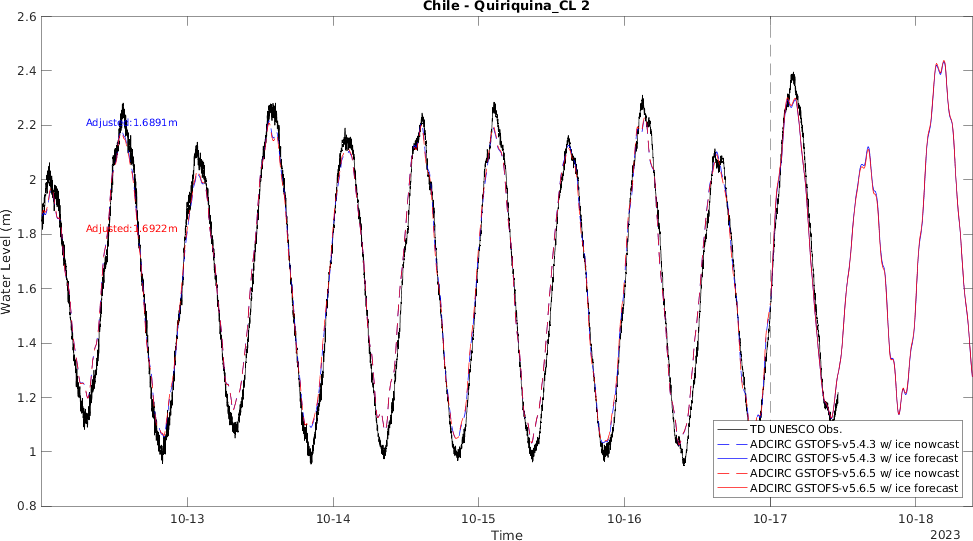 Chile - Quiriquina_CL 2
2.6
2.4
2.2
2
1.8
1.6
1.4
1.2
1
0.8
Water Level (m)
Adjusted:1.6891m
Adjusted:1.6922m
TD UNESCO Obs.
ADCIRC GSTOFS-v5.4.3 w/ ice nowcast
ADCIRC GSTOFS-v5.4.3 w/ ice forecast
ADCIRC GSTOFS-v5.6.5 w/ ice nowcast
ADCIRC GSTOFS-v5.6.5 w/ ice forecast
10-13
10-14
10-15
10-16
10-17
10-18
Time
2023